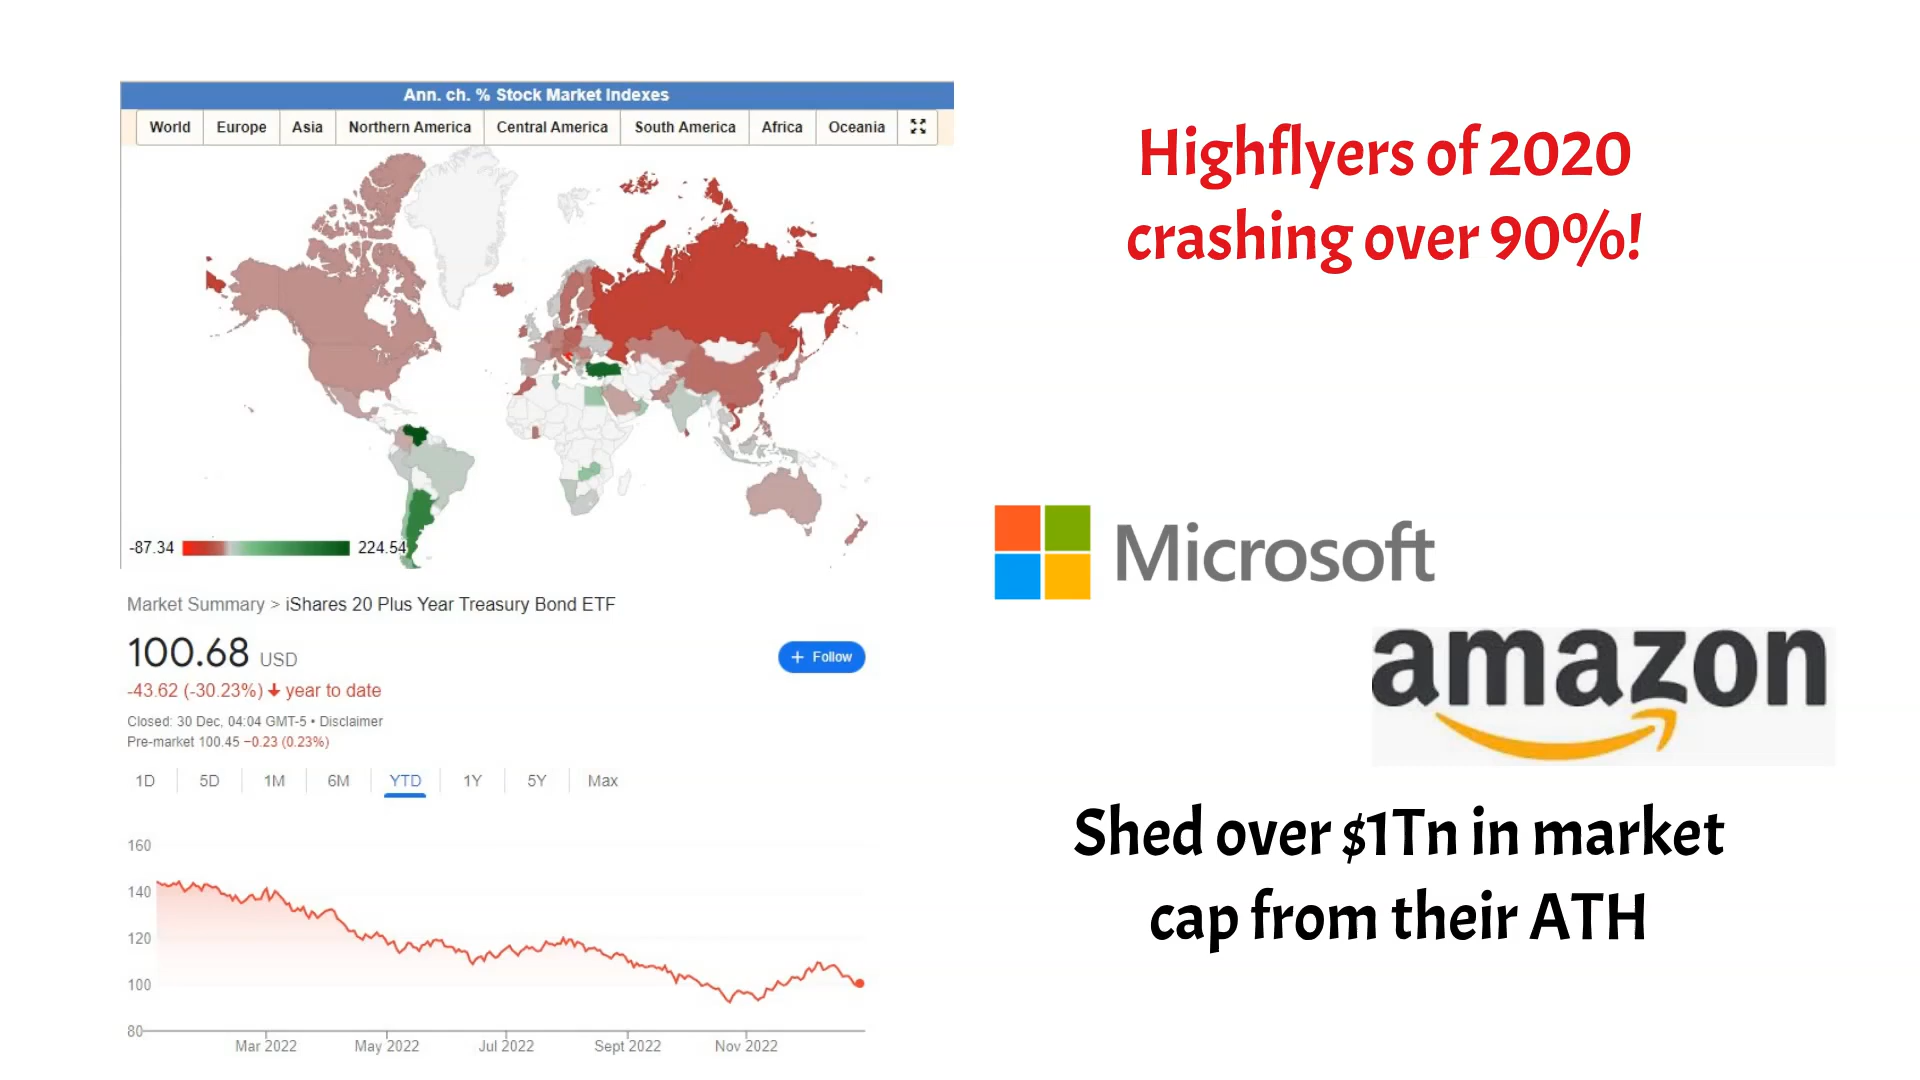 Ann. ch. % Stock Market Indexes
World Europe Asia Northern America Central America South America Africa Oceania
-87.34 224.54
Market Summary > iShares 20 Plus Year Treasury Bond ETF
100.68 USD
+ Follow
-43.62 (-30.23%) ↓ year to date
Closed: 30 Dec, 04:04 GMT-5 • Disclaimer
Pre-market 100.45 −0.23 (0.23%)
1D 5D 1M 6M YTD 1Y 5Y Max
160
140
120
100
80
Mar 2022 May 2022 Jul 2022 Sept 2022 Nov 2022
Highflyers of 2020
crashing over 90%!
Microsoft
amazon
Shed over $1Tn in market
cap from their ATH